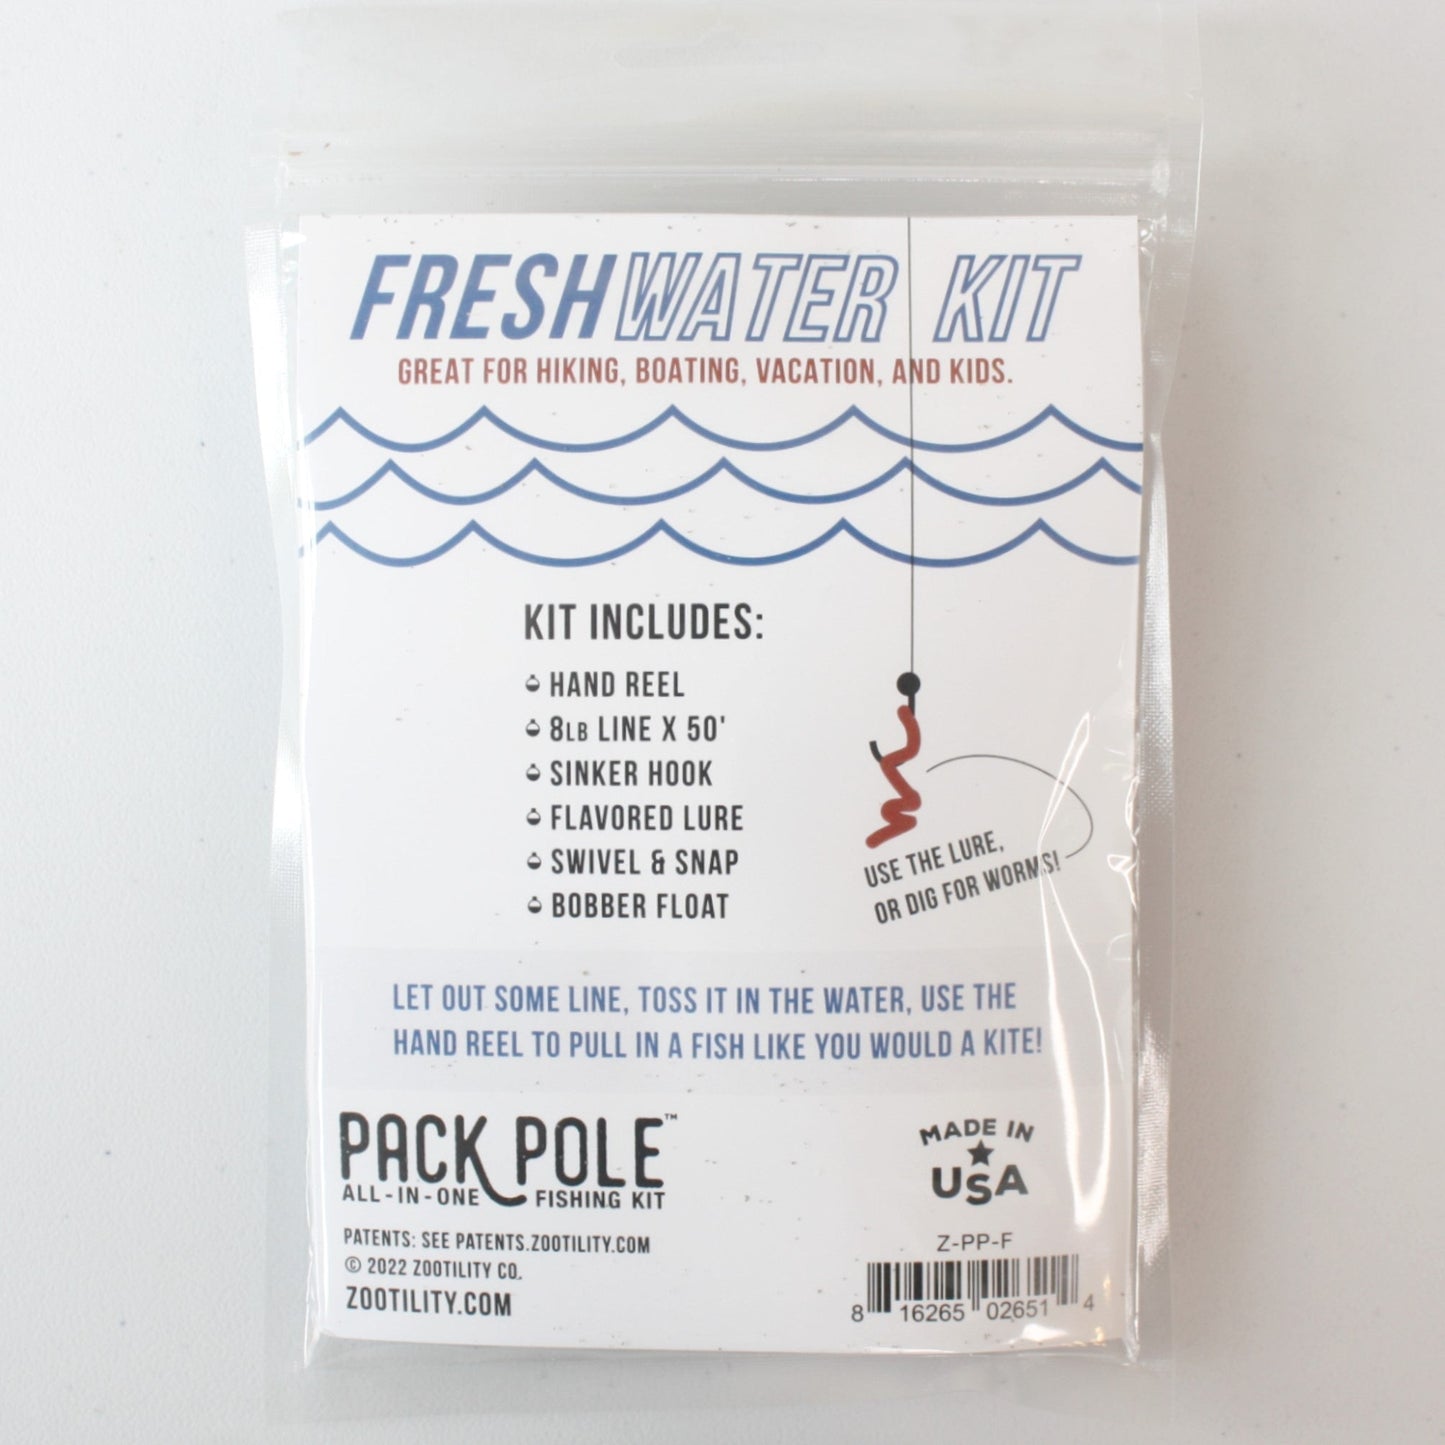 FRESHWATER KIT
GREAT FOR HIKING, BOATING, VACATION, AND KIDS.
KIT INCLUDES:
HAND REEL
8LB LINE X 50'
SINKER HOOK
FLAVORED LURE
SWIVEL & SNAP
BOBBER FLOAT
USE THE LURE,
OR DIG FOR WORMS!
LET OUT SOME LINE, TOSS IT IN THE WATER, USE THE
HAND REEL TO PULL IN A FISH LIKE YOU WOULD A KITE!
PACK POLE™
ALL-IN-ONE FISHING KIT
PATENTS: SEE PATENTS.ZOOTILITY.COM
© 2022 ZOOTILITY CO.
ZOOTILITY.COM
MADE IN
USA
Z-PP-F
8 16265 02651 4